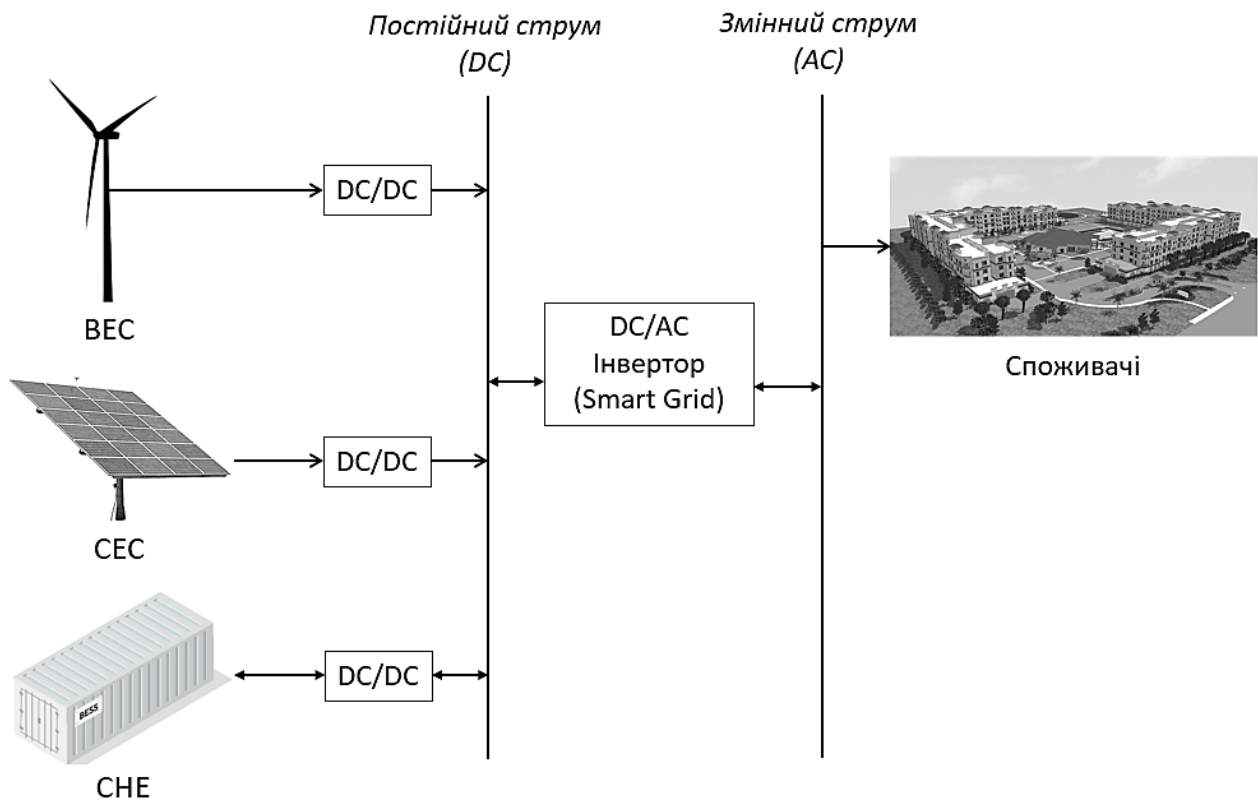 Постійний струм
(DC)
Змінний струм
(AC)
DC/DC
ВЕС
DC/AC
Інвертор
(Smart Grid)
Споживачі
DC/DC
СЕС
BESS
DC/DC
СНЕ